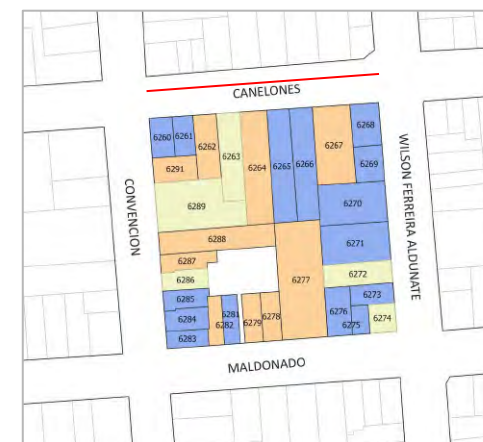 CANELONES
6260 6261 6262 6263 6264 6265 6266 6267 6268
6291 6269
6289 6270
6288 6271
6287 6277 6272
6286
6285 6276 6273
6284 6282 6281 6279 6278 6275 6274
6283
CONVENCION
WILSON FERREIRA ALDUNATE
MALDONADO